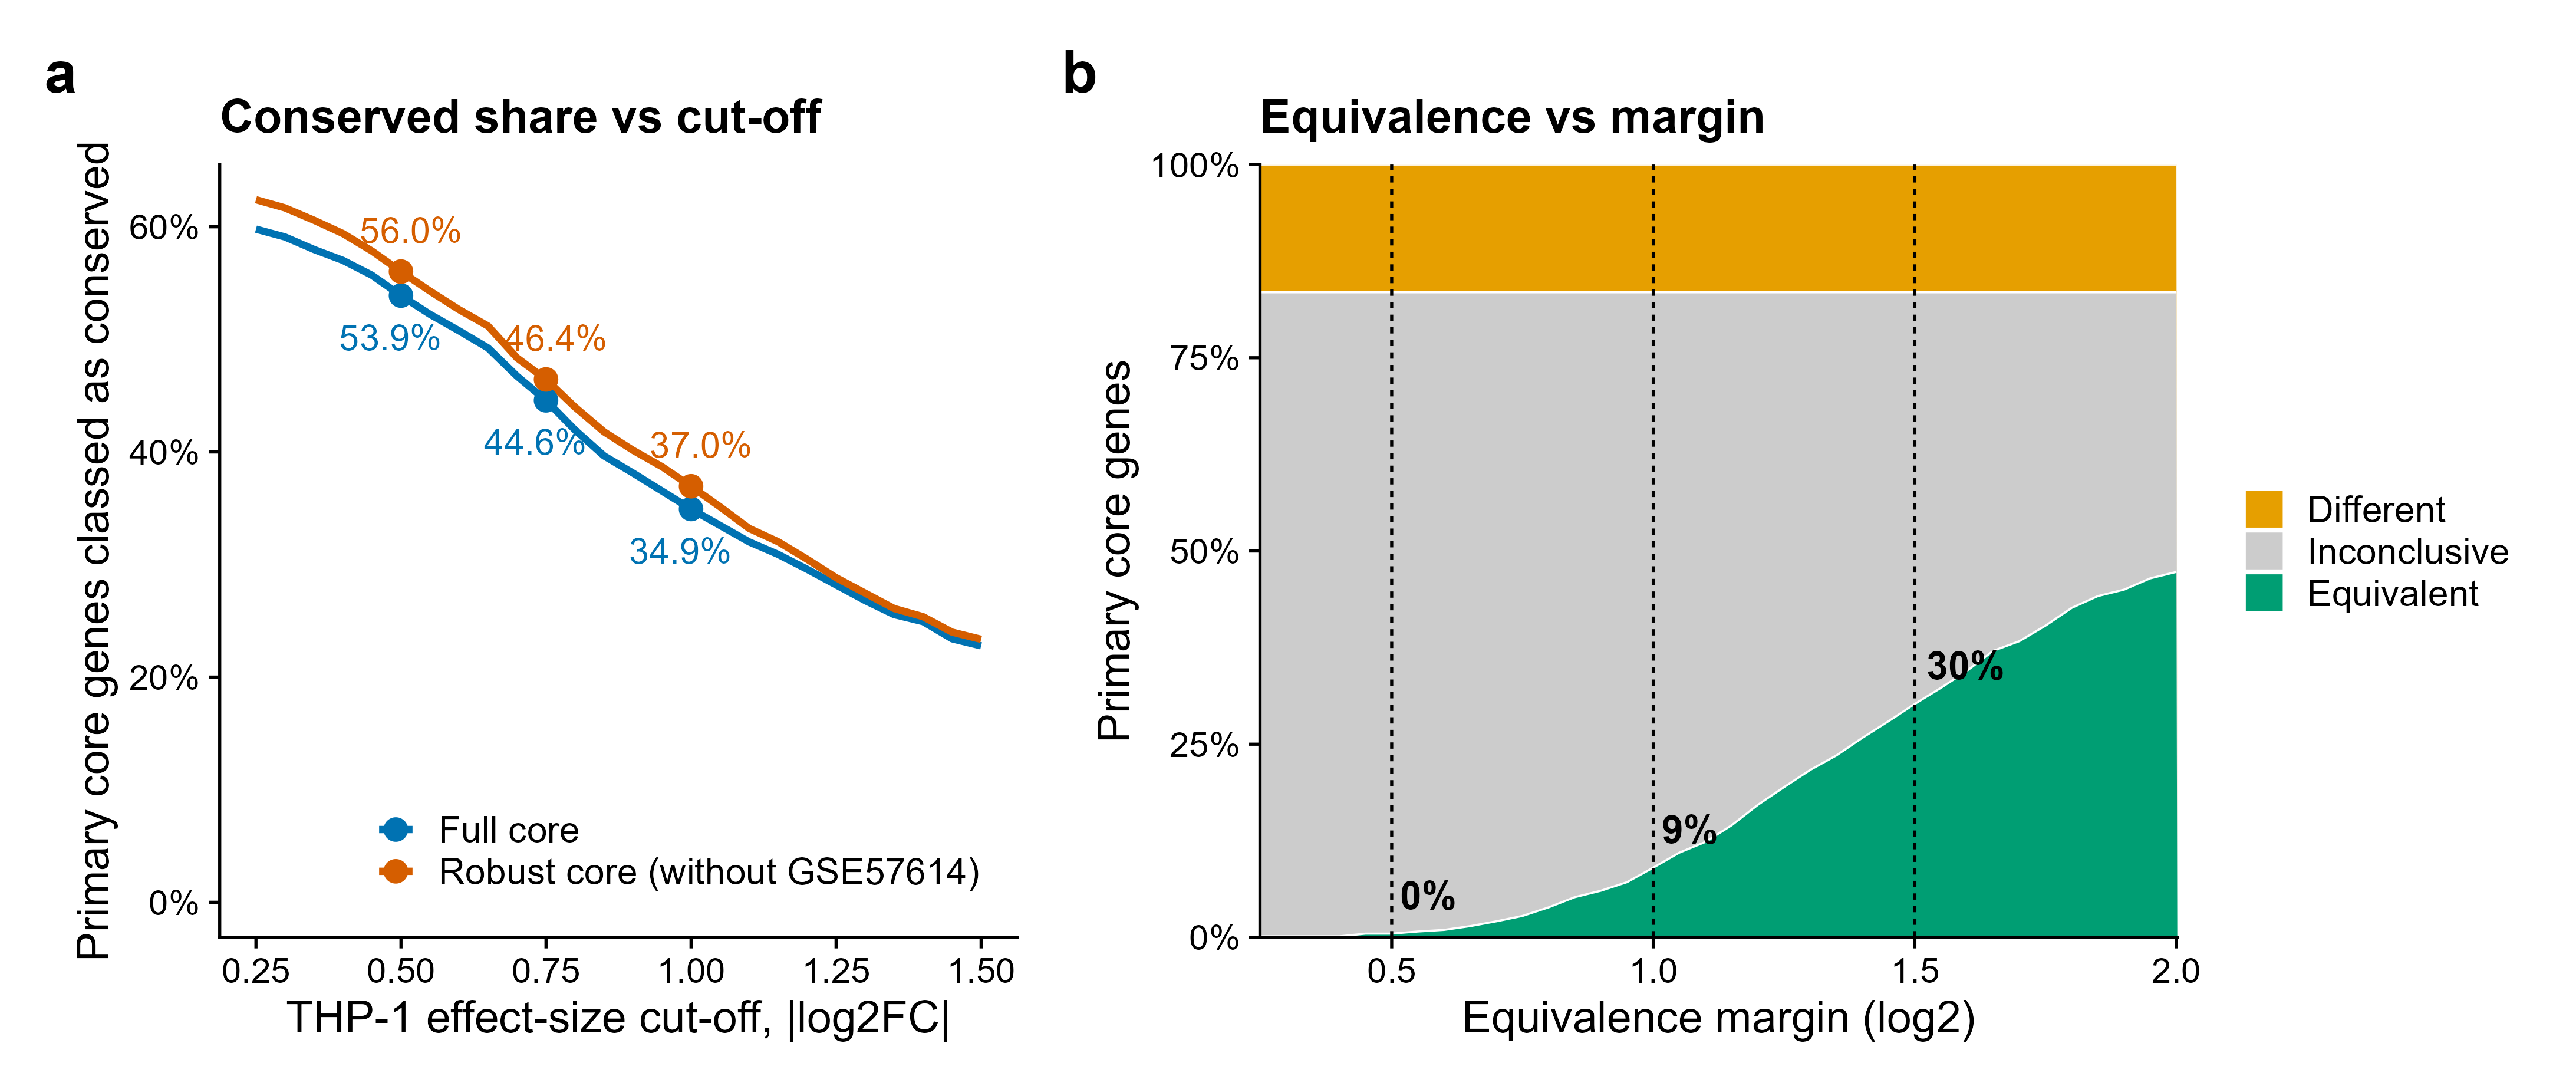 a
Conserved share vs cut-off
Primary core genes classed as conserved
60%
40%
20%
0%
56.0%
53.9%
46.4%
44.6%
37.0%
34.9%
Full core
Robust core (without GSE57614)
0.25 0.50 0.75 1.00 1.25 1.50
THP-1 effect-size cut-off, |log2FC|
b
Equivalence vs margin
Primary core genes
100%
75%
50%
25%
0%
30%
9%
0%
0.5 1.0 1.5 2.0
Equivalence margin (log2)
Different
Inconclusive
Equivalent